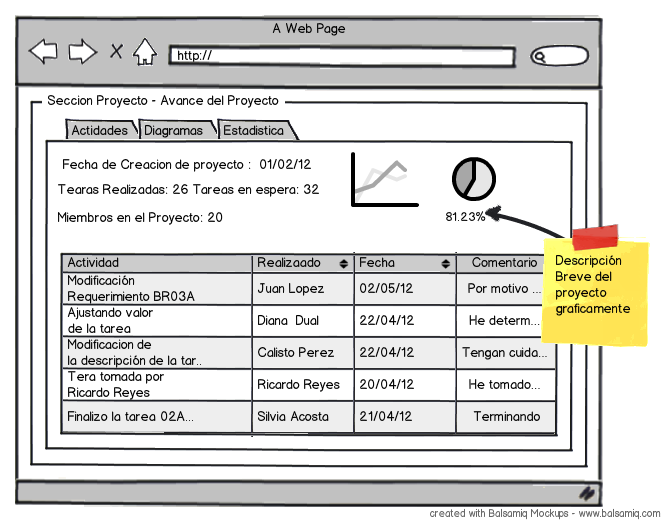 A Web Page
http://
Seccion Proyecto - Avance del Proyecto
Actidades Diagramas Estadistica
Fecha de Creacion de proyecto : 01/02/12
Tearas Realizadas: 26 Tareas en espera: 32
Miembros en el Proyecto: 20
81.23%
Descripción
Breve del
proyecto
graficamente
Actividad Realizaado Fecha Comentario
Modificación
Requerimiento BR03A Juan Lopez 02/05/12 Por motivo ...
Ajustando valor
de la tarea Diana Dual 22/04/12 He determ...
Modificacion de
la descripción de la tar.. Calisto Perez 22/04/12 Tengan cuida...
Tera tomada por
Ricardo Reyes Ricardo Reyes 20/04/12 He tomado...
Finalizo la tarea 02A... Silvia Acosta 21/04/12 Terminando
created with Balsamiq Mockups - www.balsamiq.com